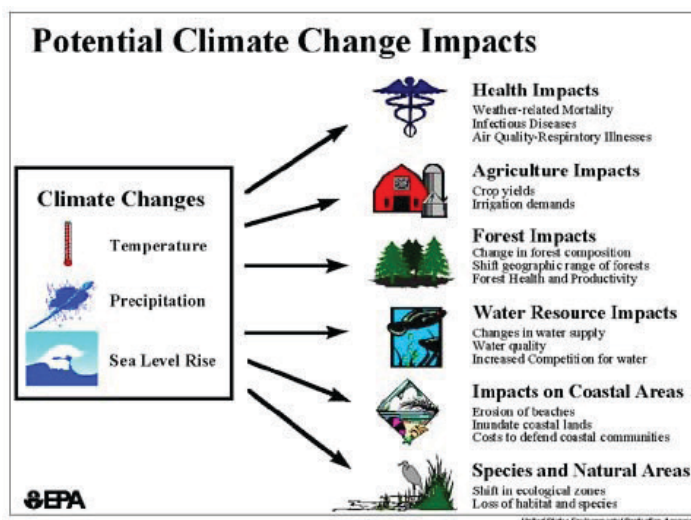 Potential Climate Change Impacts
Climate Changes
Temperature
Precipitation
Sea Level Rise
Health Impacts
Weather-related Mortality
Infectious Diseases
Air Quality-Respiratory Illnesses
Agriculture Impacts
Crop yields
Irrigation demands
Forest Impacts
Change in forest composition
Shift geographic range of forests
Forest Health and Productivity
Water Resource Impacts
Changes in water supply
Water quality
Increased Competition for water
Impacts on Coastal Areas
Erosion of beaches
Inundate coastal lands
Costs to defend coastal communities
Species and Natural Areas
Shift in ecological zones
Loss of habitat and species
EPA